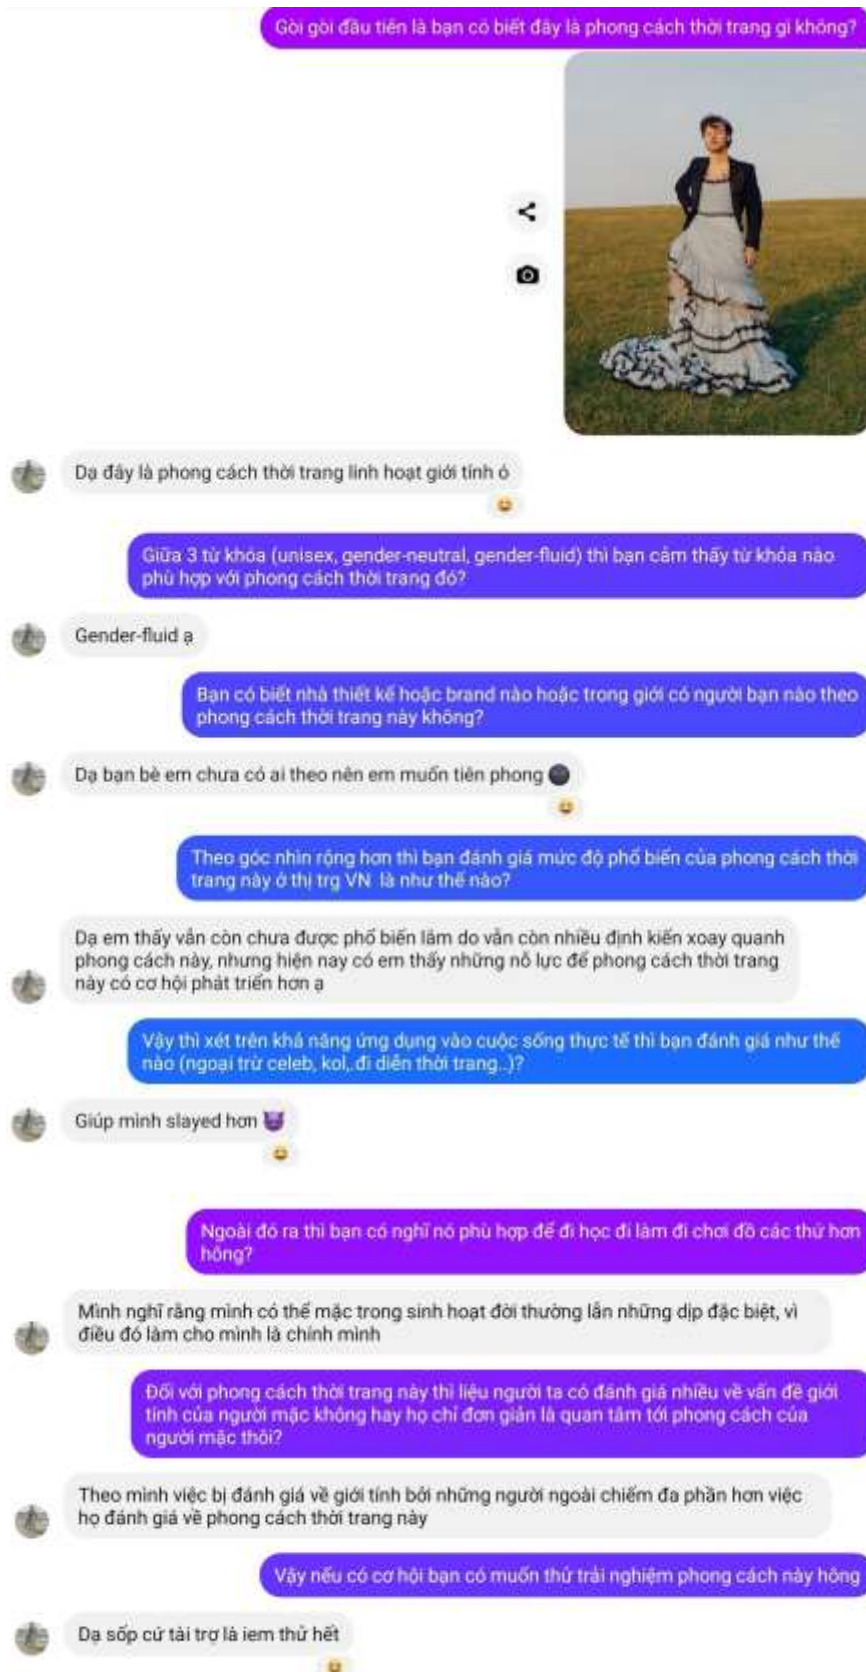 Gòi gòi đầu tiên là bạn có biết đây là phong cách thời trang gì không?
Dạ đây là phong cách thời trang linh hoạt giới tính ó
Giữa 3 từ khóa (unisex, gender-neutral, gender-fluid) thì bạn cảm thấy từ khóa nào
phù hợp với phong cách thời trang đó?
Gender-fluid ạ
Bạn có biết nhà thiết kế hoặc brand nào hoặc trong giới có người bạn nào theo
phong cách thời trang này không?
Dạ bạn bè em chưa có ai theo nên em muốn tiên phong
Theo góc nhìn rộng hơn thì bạn đánh giá mức độ phổ biến của phong cách thời
trang này ở thị trg VN là như thế nào?
Dạ em thấy vẫn còn chưa được phổ biến lắm do vẫn còn nhiều định kiến xoay quanh
phong cách này, nhưng hiện nay có em thấy những nỗ lực để phong cách thời trang
này có cơ hội phát triển hơn ạ
Vậy thì xét trên khả năng ứng dụng vào cuộc sống thực tế thì bạn đánh giá như thế
nào (ngoại trừ celeb, kol, đi diễn thời trang..)?
Giúp mình slayed hơn 😈
Ngoài đó ra thì bạn có nghĩ nó phù hợp để đi học đi làm đi chơi đồ các thứ hơn
hông?
Mình nghĩ rằng mình có thể mặc trong sinh hoạt đời thường lẫn những dịp đặc biệt, vì
điều đó làm cho mình là chính mình
Đối với phong cách thời trang này thì liệu người ta có đánh giá nhiều về vấn đề giới
tính của người mặc không hay họ chỉ đơn giản là quan tâm tới phong cách của
người mặc thôi?
Theo mình việc bị đánh giá về giới tính bởi những người ngoài chiếm đa phần hơn việc
họ đánh giá về phong cách thời trang này
Vậy nếu có cơ hội bạn có muốn thử trải nghiệm phong cách này hông
Dạ sốp cứ tài trợ là iem thử hết